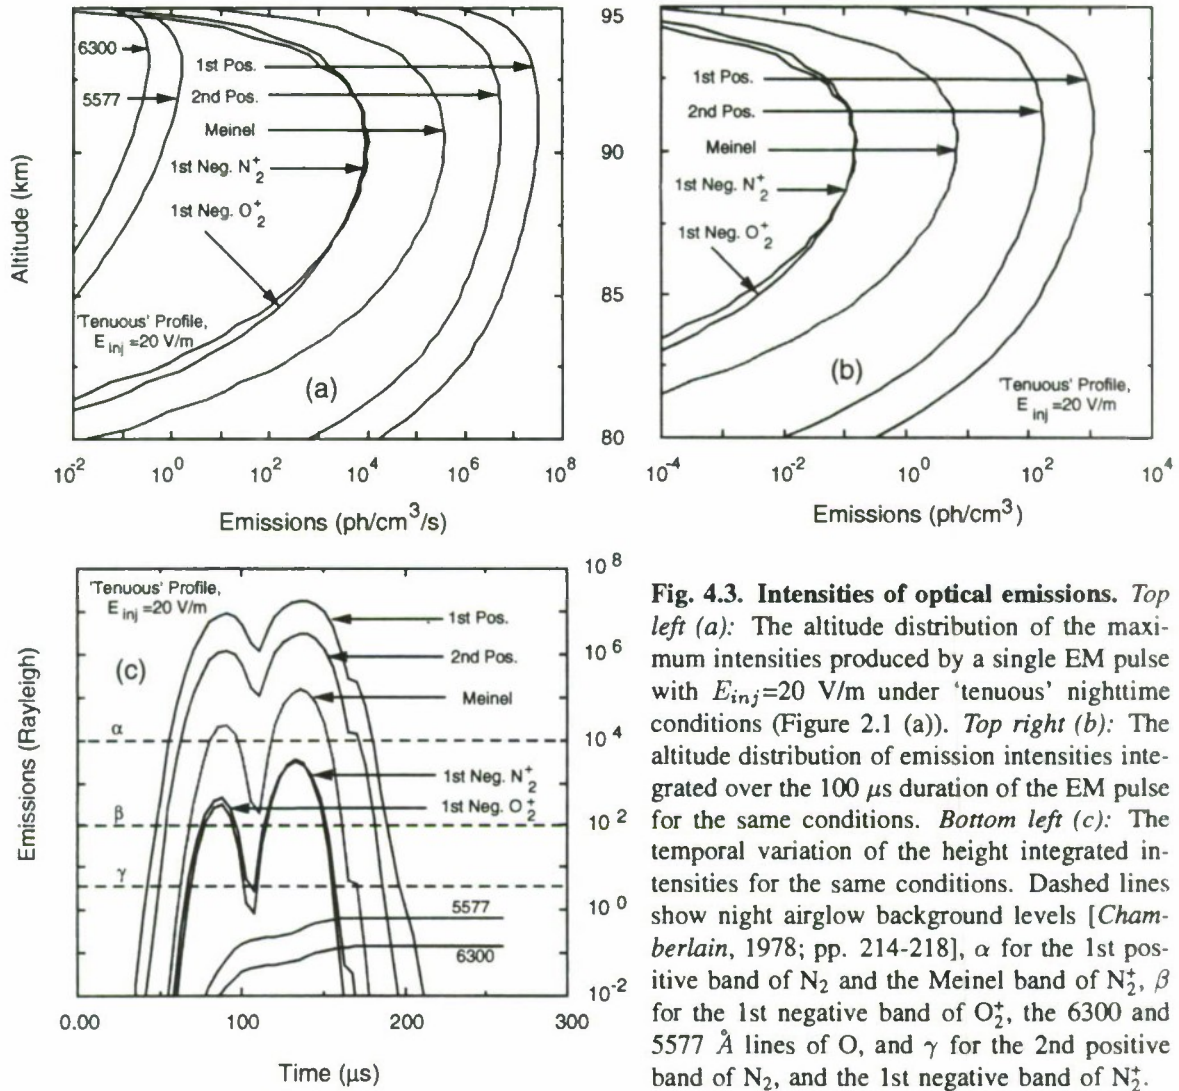 6300
5577
1st Pos.
2nd Pos.
Meinel
1st Neg. N₂⁺
1st Neg. O₂⁺
'Tenuous' Profile,
E inj =20 V/m
(a)
Altitude (km)
10⁻² 10⁰ 10² 10⁴ 10⁶ 10⁸
Emissions (ph/cm³/s)
95
90
85
80
1st Pos.
2nd Pos.
Meinel
1st Neg. N₂⁺
1st Neg. O₂⁺
(b)
'Tenuous' Profile,
E inj =20 V/m
10⁻⁴ 10⁻² 10⁰ 10² 10⁴
Emissions (ph/cm³)
'Tenuous' Profile,
E inj =20 V/m
(c)
1st Pos.
2nd Pos.
Meinel
α
1st Neg. N₂⁺
1st Neg. O₂⁺
β
γ
5577
6300
10⁸
10⁶
10⁴
10²
10⁰
10⁻²
Emissions (Rayleigh)
0.00 100 200 300
Time (μs)
Fig. 4.3. Intensities of optical emissions. Top
left (a): The altitude distribution of the maxi-
mum intensities produced by a single EM pulse
with Einj=20 V/m under 'tenuous' nighttime
conditions (Figure 2.1 (a)). Top right (b): The
altitude distribution of emission intensities inte-
grated over the 100 μs duration of the EM pulse
for the same conditions. Bottom left (c): The
temporal variation of the height integrated in-
tensities for the same conditions. Dashed lines
show night airglow background levels [Cham-
berlain, 1978; pp. 214-218], α for the 1st pos-
itive band of N₂ and the Meinel band of N₂⁺, β
for the 1st negative band of O₂⁺, the 6300 and
5577 Å lines of O, and γ for the 2nd positive
band of N₂, and the 1st negative band of N₂⁺.